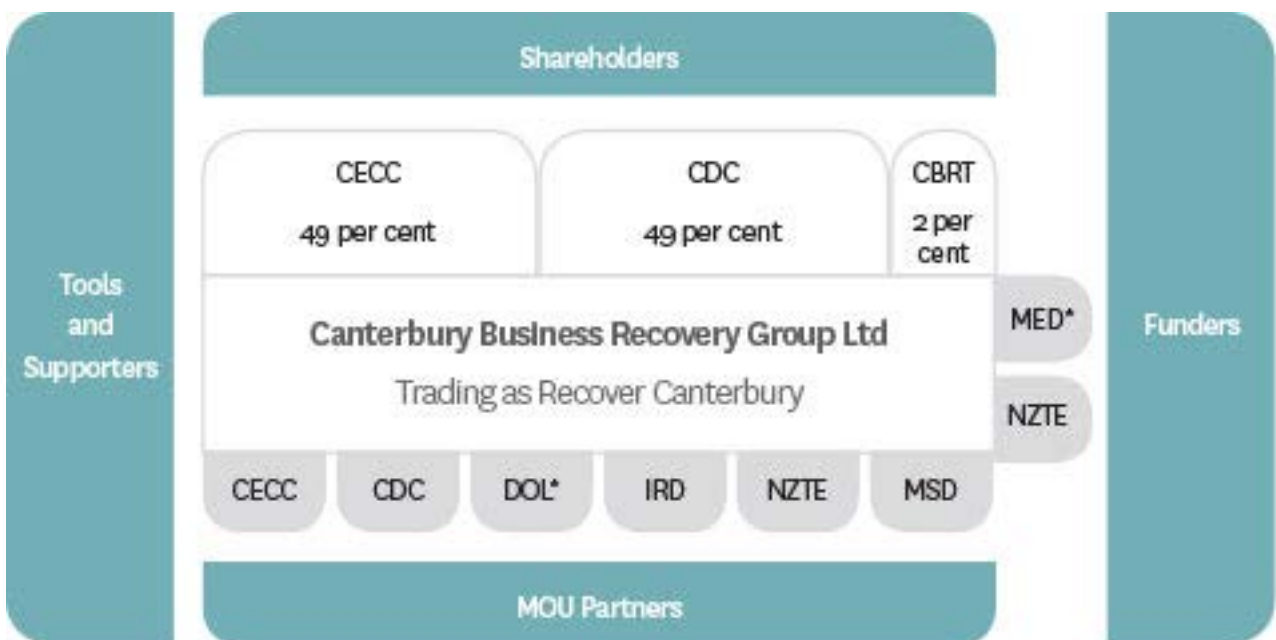 Shareholders
CECC
49 per cent
CDC
49 per cent
CBRT
2 per
cent
Tools
and
Supporters
Canterbury Business Recovery Group Ltd
Trading as Recover Canterbury
MED*
NZTE
Funders
CECC
CDC
DOL*
IRD
NZTE
MSD
MOU Partners